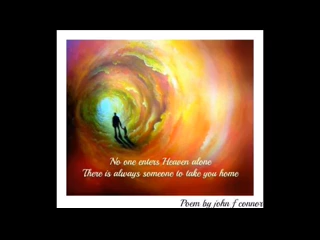 No one enters Heaven alone
There is always someone to take you home
Poem by john f connor